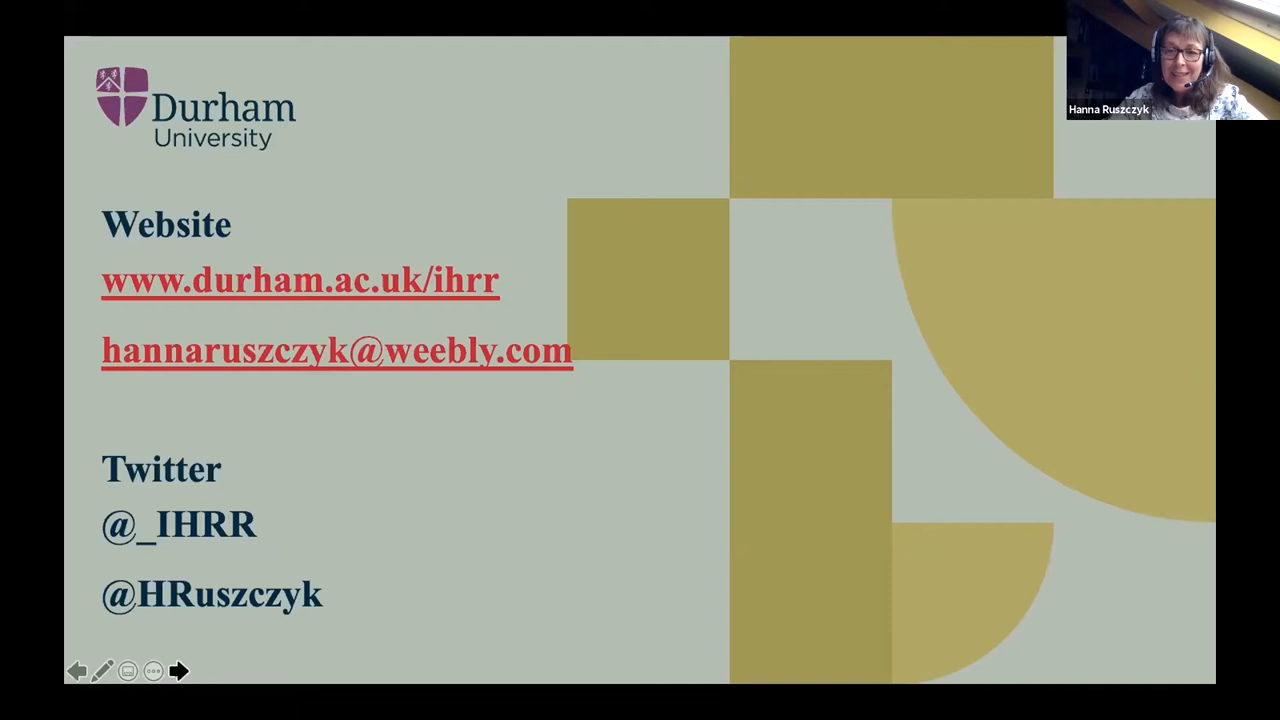 Durham
University
Hanna Ruszczyk
Website
www.durham.ac.uk/ihrr
hannaruszczyk@weebly.com
Twitter
@_IHRR
@HRuszczyk